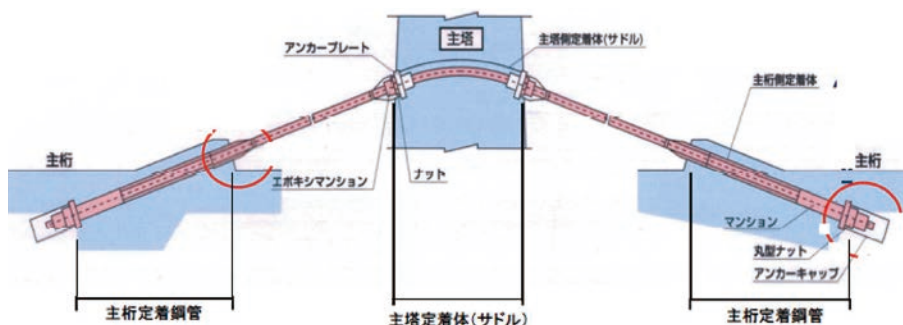 主塔
アンカープレート
主塔側定着体(サドル)
主桁側定着体
主桁
主桁
エポキシマンション
ナット
マンション
丸型ナット
アンカーキャップ
主桁定着鋼管
主塔定着体(サドル)
主桁定着鋼管